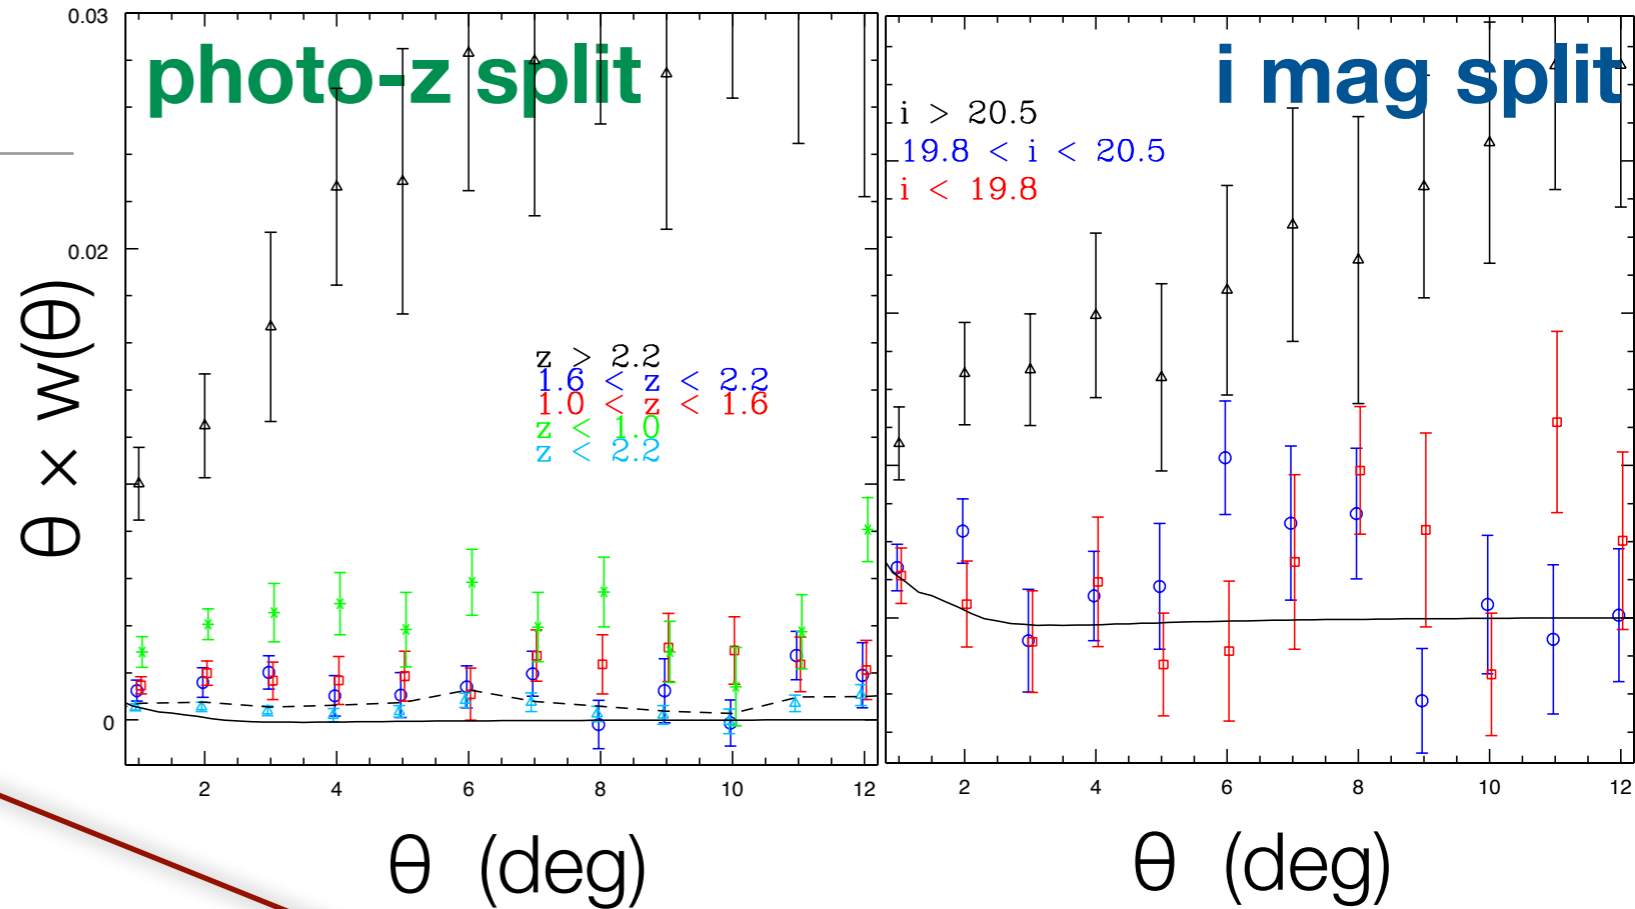 photo-z split
i mag split
0.03
0.02
0
θ × w(θ)
z > 2.2
1.6 < z < 2.2
1.0 < z < 1.6
z < 1.0
z < 2.2
i > 20.5
19.8 < i < 20.5
i < 19.8
2 4 6 8 10 12
2 4 6 8 10 12
θ (deg)
θ (deg)